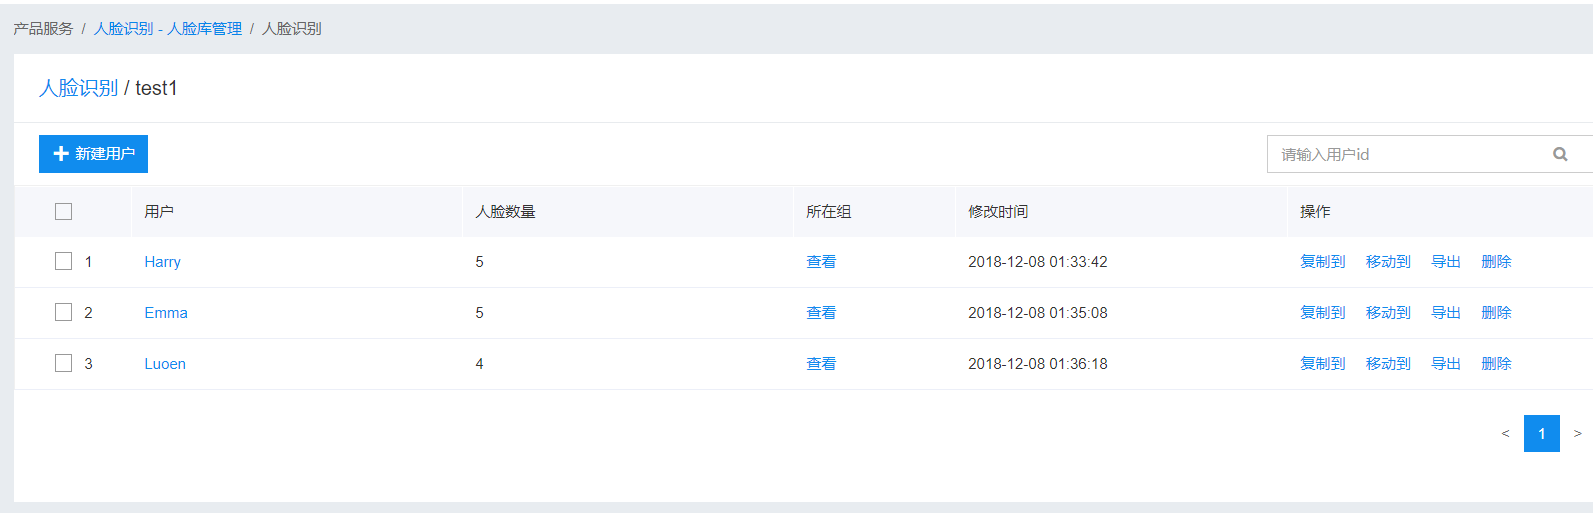 产品服务 / 人脸识别 - 人脸库管理 / 人脸识别
人脸识别 / test1
新建用户 请输入用户id
用户 人脸数量 所在组 修改时间 操作
1 Harry 5 查看 2018-12-08 01:33:42 复制到 移动到 导出 删除
2 Emma 5 查看 2018-12-08 01:35:08 复制到 移动到 导出 删除
3 Luoen 4 查看 2018-12-08 01:36:18 复制到 移动到 导出 删除
< 1 >